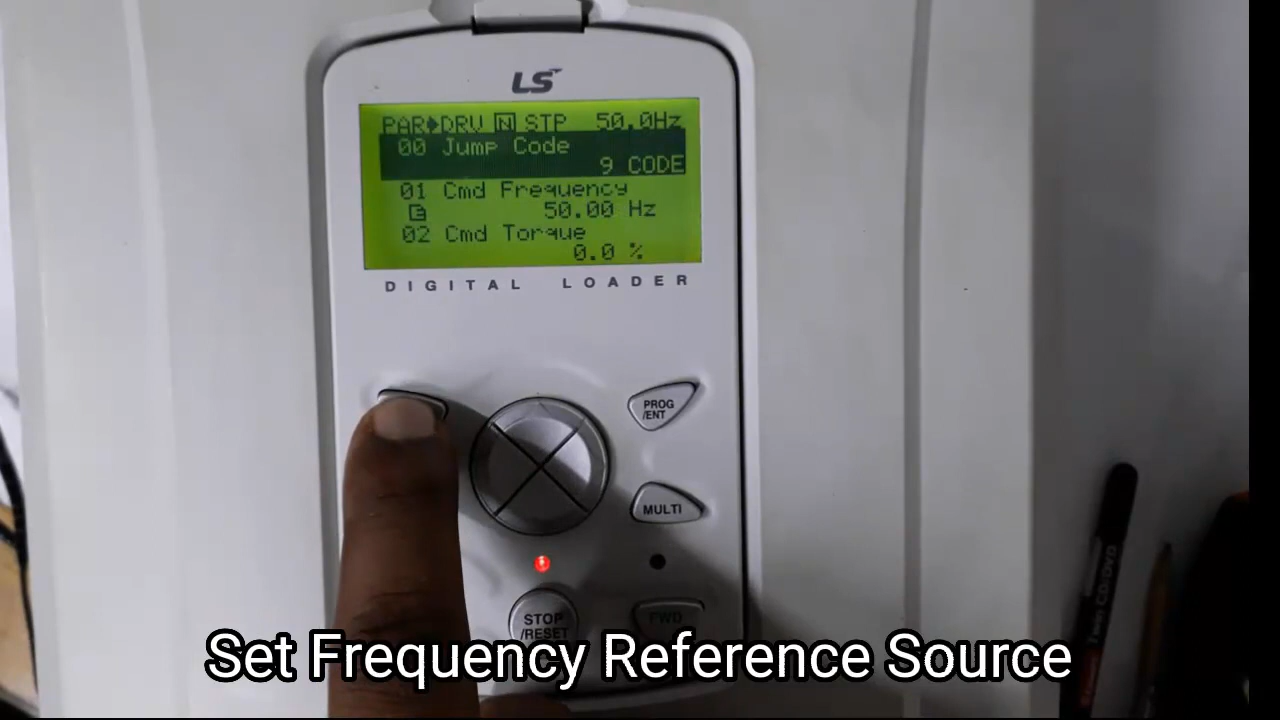 LS
PAR DRV N STP 50.0Hz
00 Jump Code
9 CODE
01 Cmd Frequency
50.00 Hz
02 Cmd Torque
0.0 %
DIGITAL LOADER
PROG
/ENT
MULTI
STOP
/RESET
FWD
Set Frequency Reference Source